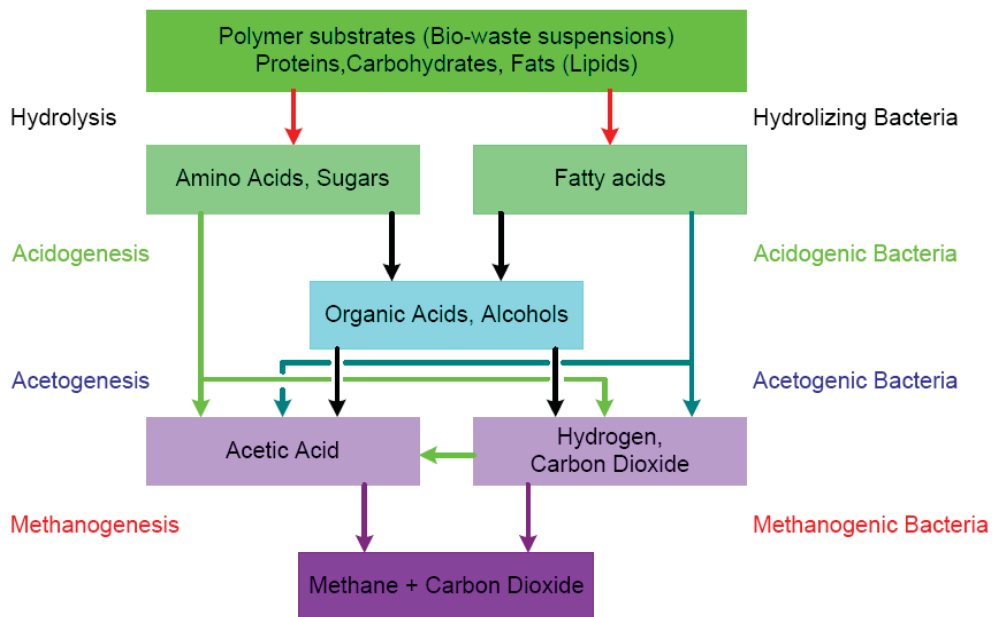 Polymer substrates (Bio-waste suspensions)
Proteins,Carbohydrates, Fats (Lipids)
Hydrolysis
Hydrolizing Bacteria
Amino Acids, Sugars
Fatty acids
Acidogenesis
Acidogenic Bacteria
Organic Acids, Alcohols
Acetogenesis
Acetogenic Bacteria
Acetic Acid
Hydrogen,
Carbon Dioxide
Methanogenesis
Methanogenic Bacteria
Methane + Carbon Dioxide